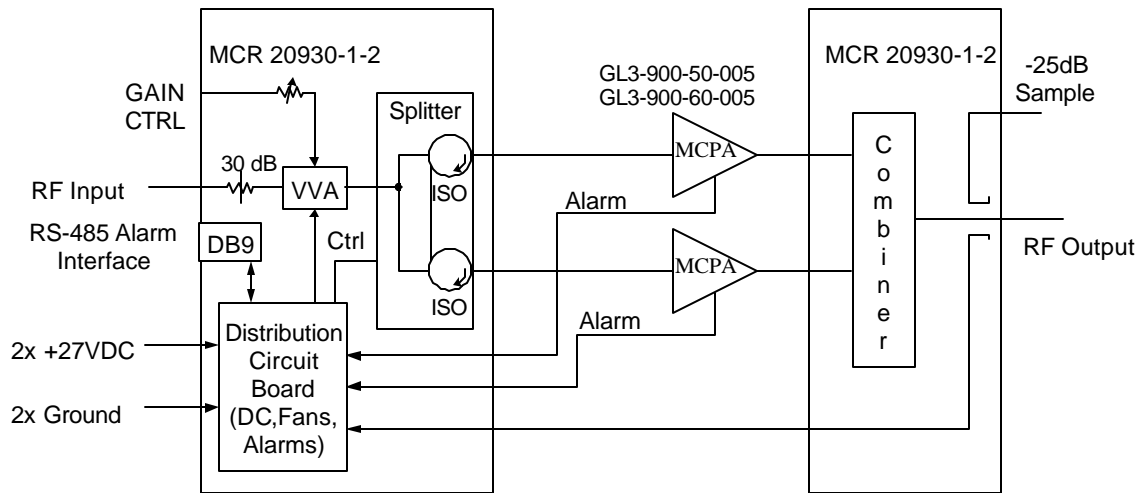 MCR 20930-1-2
GAIN
CTRL
30 dB
RF Input
VVA
RS-485 Alarm
Interface
DB9
Ctrl
Splitter
ISO
ISO
2x +27VDC
2x Ground
Distribution
Circuit
Board
(DC,Fans,
Alarms)
GL3-900-50-005
GL3-900-60-005
MCPA
Alarm
MCPA
Alarm
MCR 20930-1-2
Combiner
-25dB
Sample
RF Output